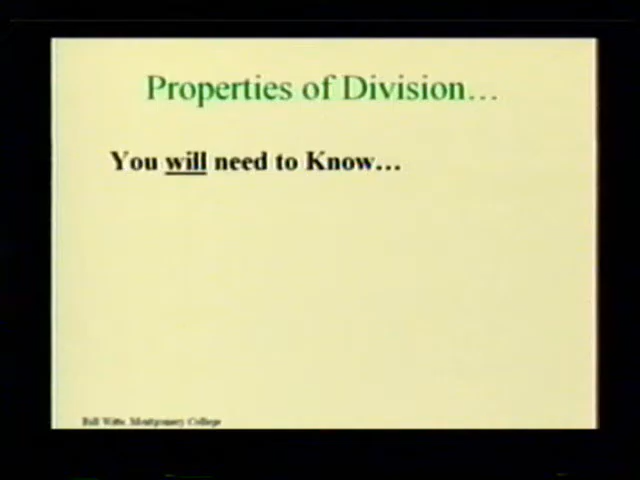 Properties of Division...
You will need to Know...
Bill Witte, Montgomery College